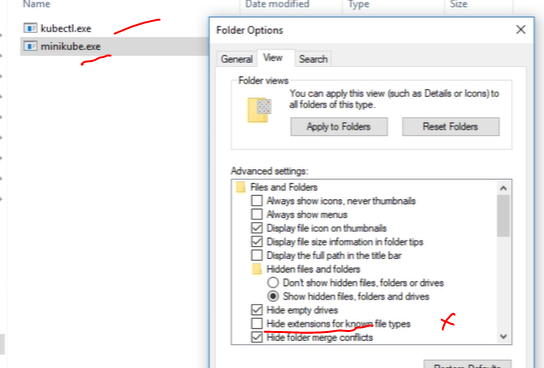 Name Date modified Type Size
kubectl.exe
minikube.exe
Folder Options
General View Search
Folder views
You can apply this view (such as Details or Icons) to
all folders of this type.
Apply to Folders Reset Folders
Advanced settings:
Files and Folders
Always show icons, never thumbnails
Always show menus
Display file icon on thumbnails
Display file size information in folder tips
Display the full path in the title bar
Hidden files and folders
Don't show hidden files, folders or drives
Show hidden files, folders and drives
Hide empty drives
Hide extensions for known file types
Hide folder merge conflicts
Restore Defaults